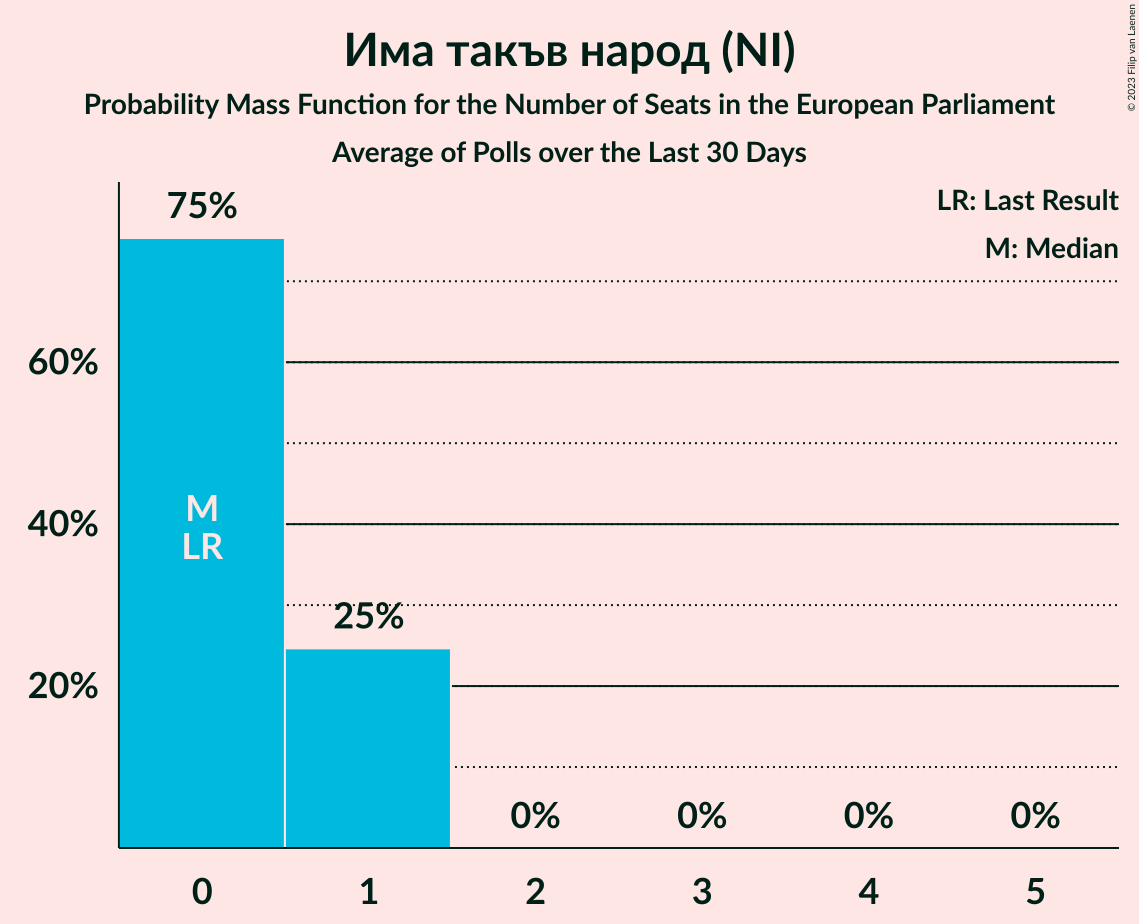 Има такъв народ (NI)
Probability Mass Function for the Number of Seats in the European Parliament
Average of Polls over the Last 30 Days
© 2023 Filip van Laenen
LR: Last Result
M: Median
75%
60%
40%
20%
M
LR
25%
0%
0%
0%
0%
0
1
2
3
4
5